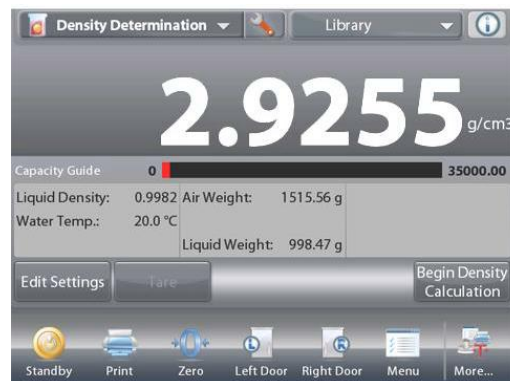 Density Determination
Library
2.9255 g/cm3
Capacity Guide 0 35000.00
Liquid Density: 0.9982 Air Weight: 1515.56 g
Water Temp.: 20.0 °C
Liquid Weight: 998.47 g
Edit Settings
Tare
Begin Density
Calculation
L
R
Standby Print Zero Left Door Right Door Menu More...